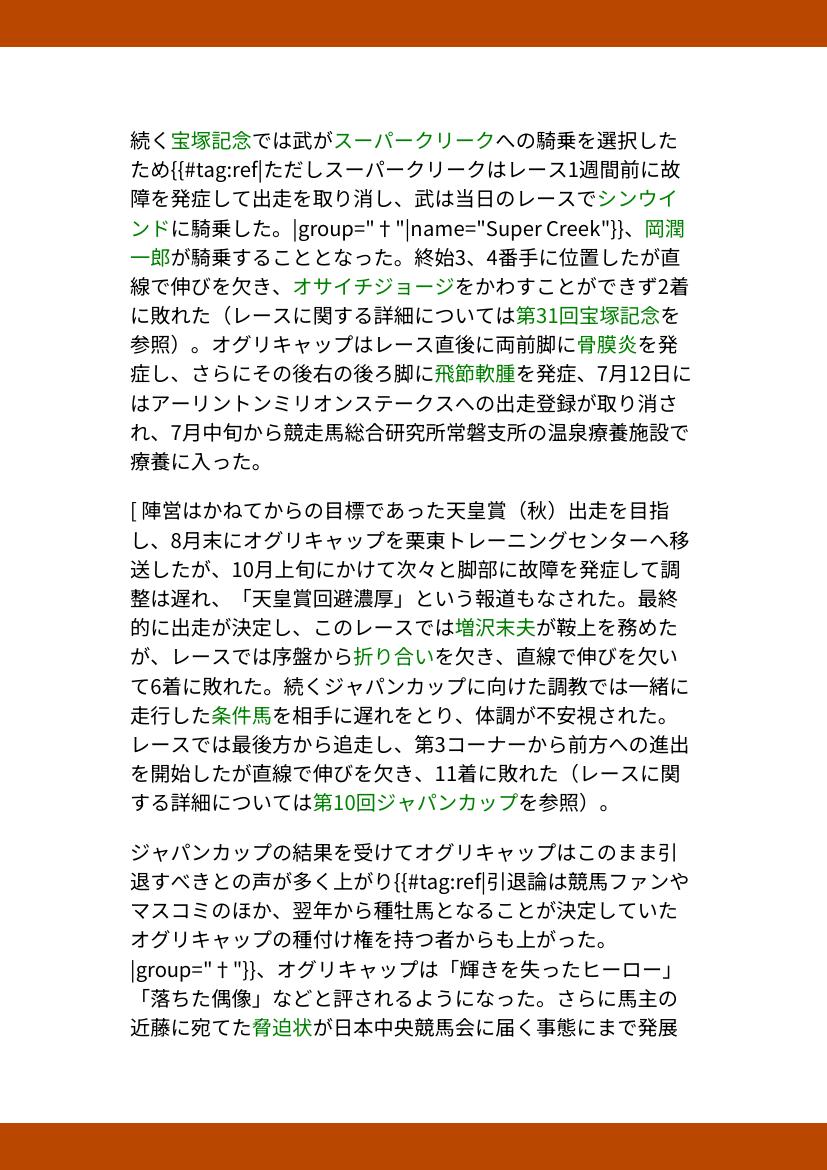 続く宝塚記念では武がスーパークリークへの騎乗を選択した
ため{{#tag:ref|ただしスーパークリークはレース1週間前に故
障を発症して出走を取り消し、武は当日のレースでシンウイ
ンドに騎乗した。|group="†"|name="Super Creek"}}、岡潤
一郎が騎乗することとなった。終始3、4番手に位置したが直
線で伸びを欠き、オサイチジョージをかわすことができず2着
に敗れた（レースに関する詳細については第31回宝塚記念を
参照）。オグリキャップはレース直後に両前脚に骨膜炎を発
症し、さらにその後右の後ろ脚に飛節軟腫を発症、7月12日に
はアーリントンミリオンステークスへの出走登録が取り消さ
れ、7月中旬から競走馬総合研究所常磐支所の温泉療養施設で
療養に入った。
[ 陣営はかねてからの目標であった天皇賞（秋）出走を目指
し、8月末にオグリキャップを栗東トレーニングセンターへ移
送したが、10月上旬にかけて次々と脚部に故障を発症して調
整は遅れ、「天皇賞回避濃厚」という報道もなされた。最終
的に出走が決定し、このレースでは増沢末夫が鞍上を務めた
が、レースでは序盤から折り合いを欠き、直線で伸びを欠い
て6着に敗れた。続くジャパンカップに向けた調教では一緒に
走行した条件馬を相手に遅れをとり、体調が不安視された。
レースでは最後方から追走し、第3コーナーから前方への進出
を開始したが直線で伸びを欠き、11着に敗れた（レースに関
する詳細については第10回ジャパンカップを参照）。
ジャパンカップの結果を受けてオグリキャップはこのまま引
退すべきとの声が多く上がり{{#tag:ref|引退論は競馬ファンや
マスコミのほか、翌年から種牡馬となることが決定していた
オグリキャップの種付け権を持つ者からも上がった。
|group="†"}}、オグリキャップは「輝きを失ったヒーロー」
「落ちた偶像」などと評されるようになった。さらに馬主の
近藤に宛てた脅迫状が日本中央競馬会に届く事態にまで発展